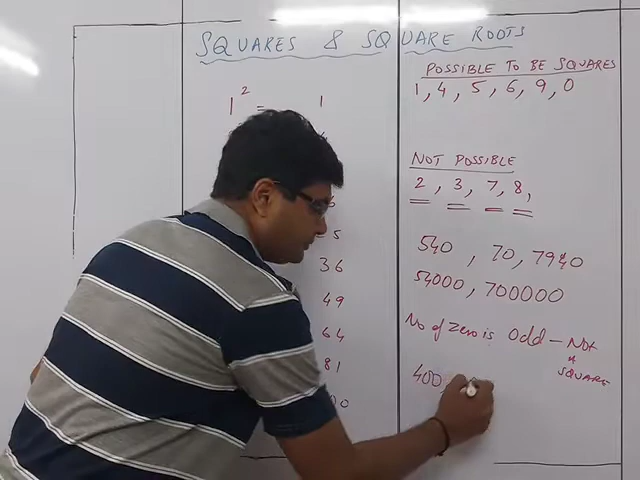 SQUARES & SQUARE ROOTS
1² = 1
5
36
49
64
81
POSSIBLE TO BE SQUARES
1, 4, 5, 6, 9, 0
NOT POSSIBLE
2, 3, 7, 8,
540, 70, 7940
54000, 700000
No of Zero is Odd – Not
a
SQUARE
400